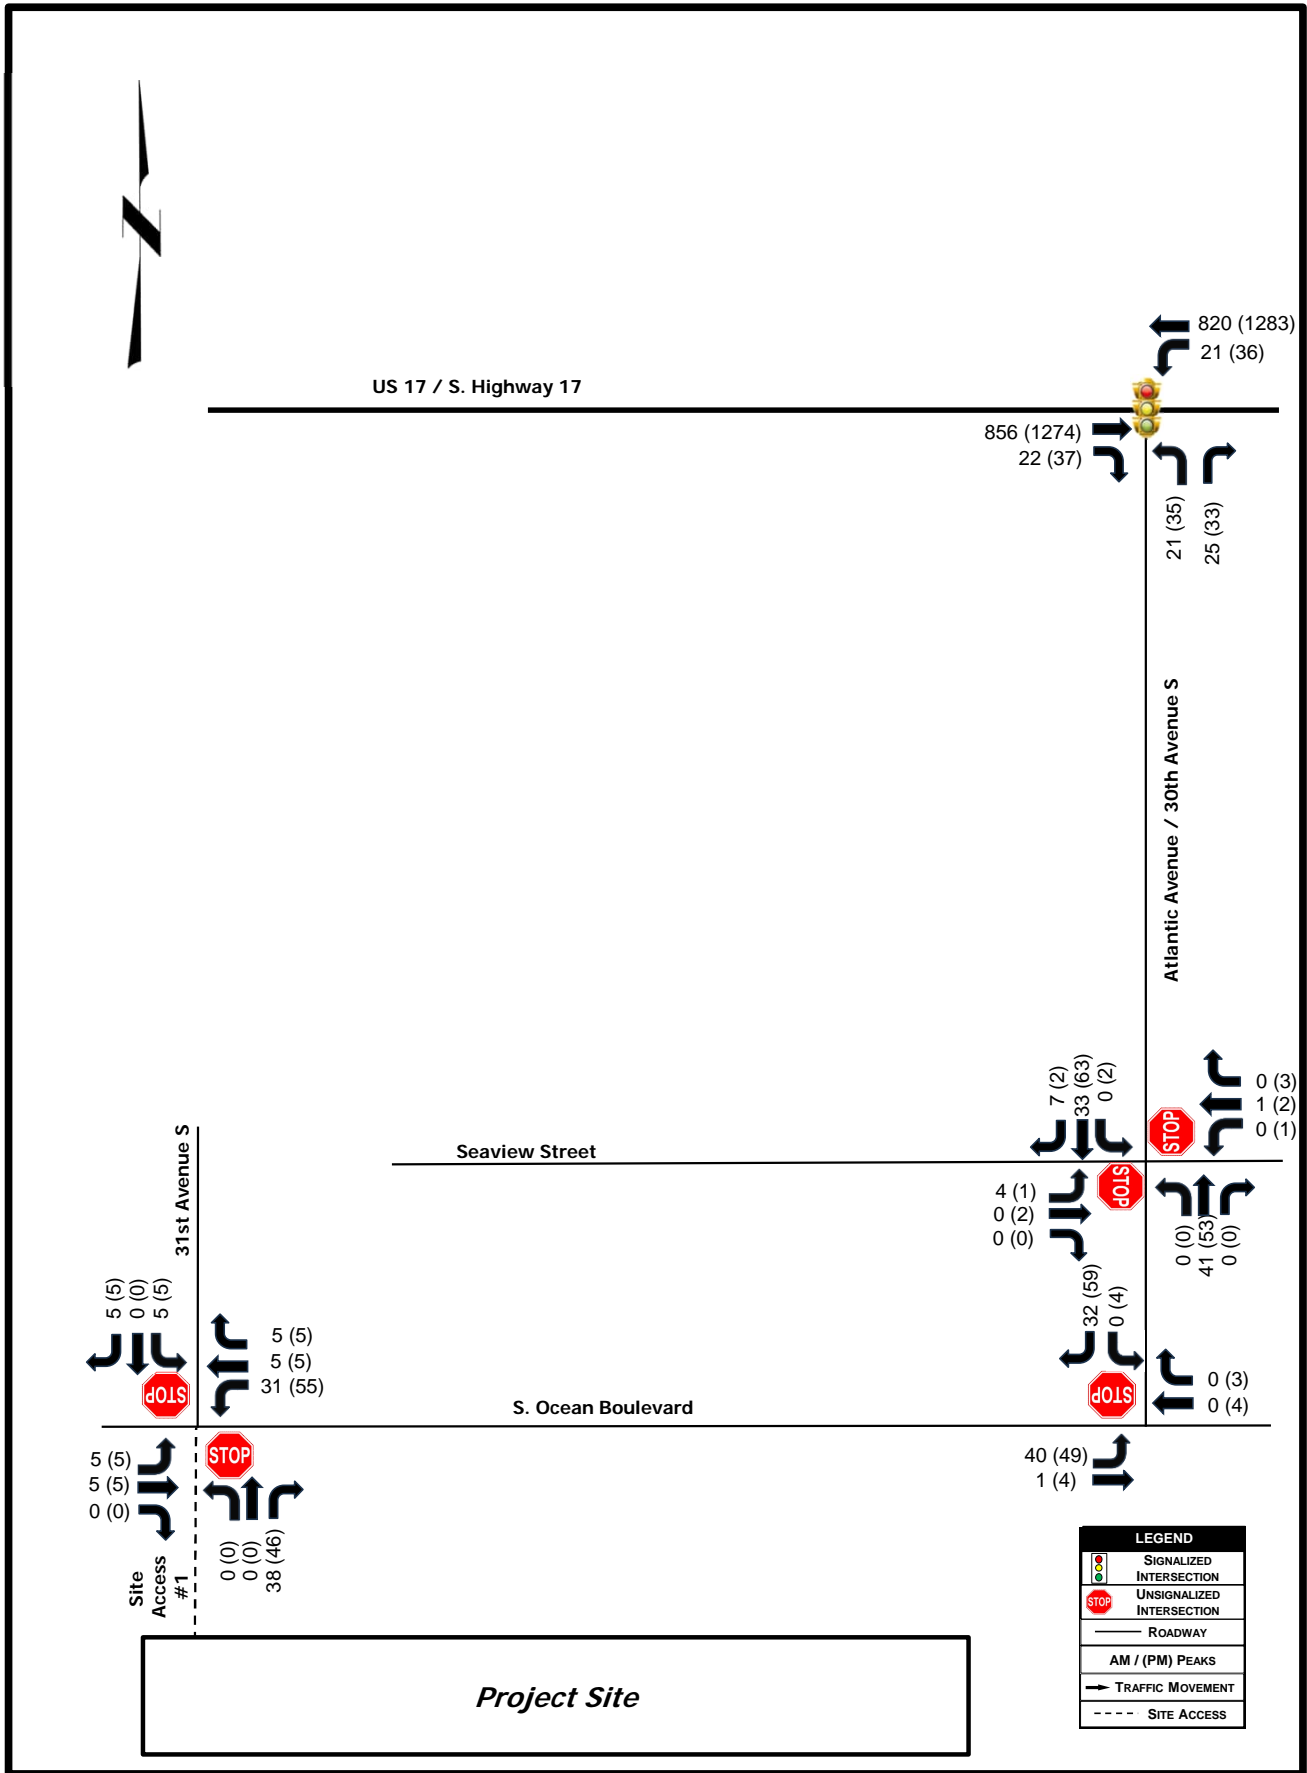 820 (1283)
21 (36)
US 17 / S. Highway 17
856 (1274)
22 (37)
21 (35)
25 (33)
Atlantic Avenue / 30th Avenue S
7 (2)
33 (63)
0 (2)
0 (3)
1 (2)
0 (1)
STOP
Seaview Street
STOP
4 (1)
0 (2)
0 (0)
0 (0)
41 (53)
0 (0)
31st Avenue S
5 (5)
0 (0)
5 (5)
5 (5)
5 (5)
31 (55)
STOP
32 (59)
0 (4)
STOP
0 (3)
0 (4)
S. Ocean Boulevard
5 (5)
5 (5)
0 (0)
STOP
0 (0)
0 (0)
38 (46)
40 (49)
1 (4)
Site
Access
#1
Project Site
LEGEND
SIGNALIZED
INTERSECTION
STOP
UNSIGNALIZED
INTERSECTION
ROADWAY
AM / (PM) PEAKS
TRAFFIC MOVEMENT
SITE ACCESS